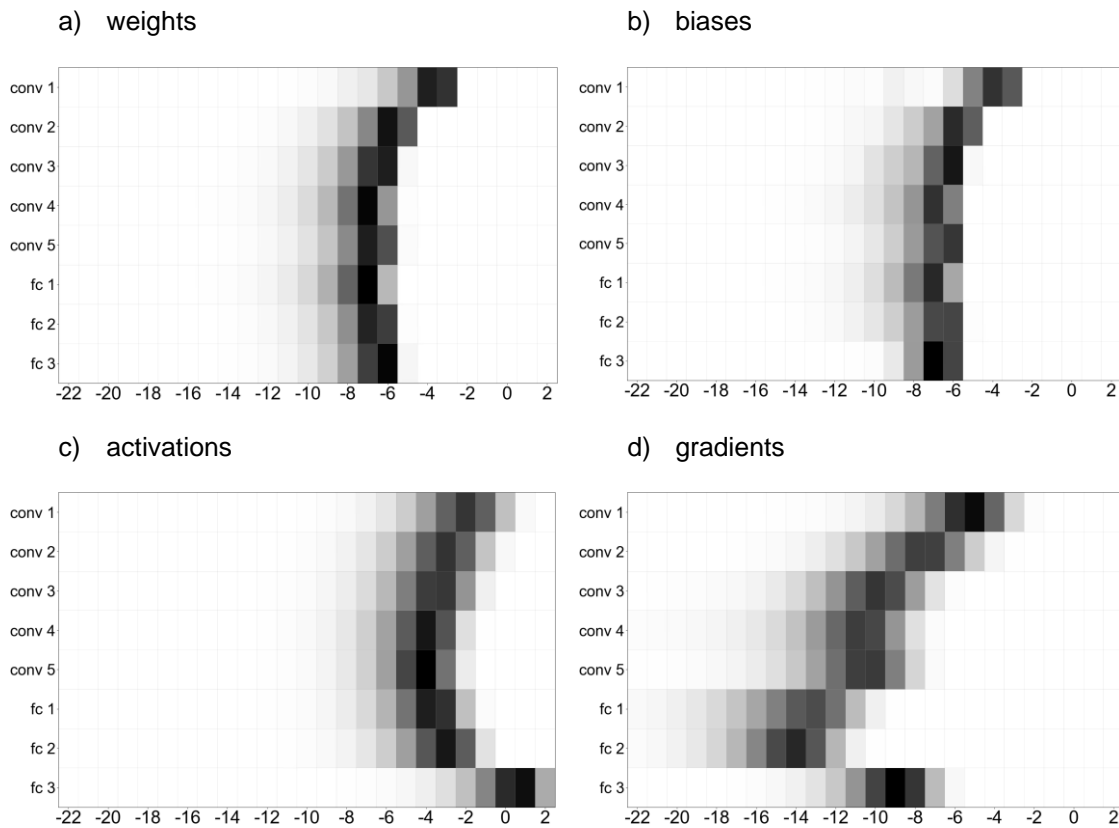 a) weights
conv 1
conv 2
conv 3
conv 4
conv 5
fc 1
fc 2
fc 3
-22 -20 -18 -16 -14 -12 -10 -8 -6 -4 -2 0 2
b) biases
conv 1
conv 2
conv 3
conv 4
conv 5
fc 1
fc 2
fc 3
-22 -20 -18 -16 -14 -12 -10 -8 -6 -4 -2 0 2
c) activations
conv 1
conv 2
conv 3
conv 4
conv 5
fc 1
fc 2
fc 3
-22 -20 -18 -16 -14 -12 -10 -8 -6 -4 -2 0 2
d) gradients
conv 1
conv 2
conv 3
conv 4
conv 5
fc 1
fc 2
fc 3
-22 -20 -18 -16 -14 -12 -10 -8 -6 -4 -2 0 2